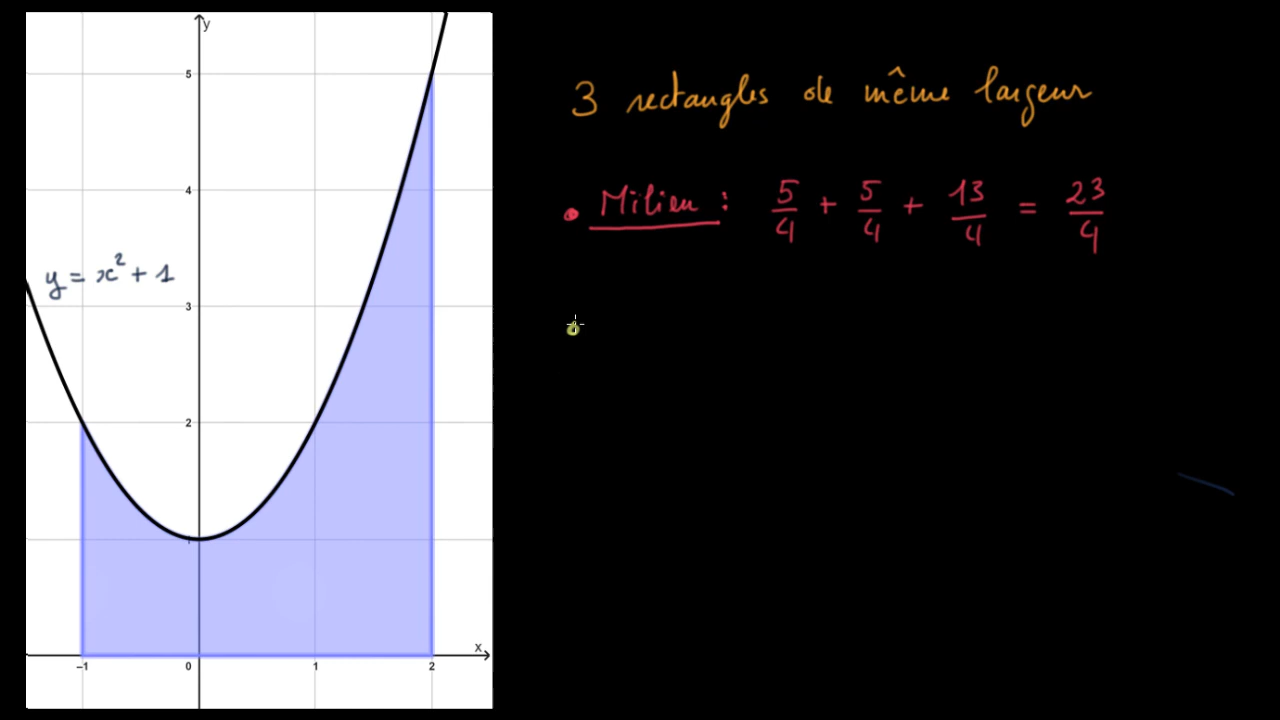 y
5
4
y = x² + 1
3
2
x
-1 0 1 2
3 rectangles de même largeur
• Milieu : 5/4 + 5/4 + 13/4 = 23/4